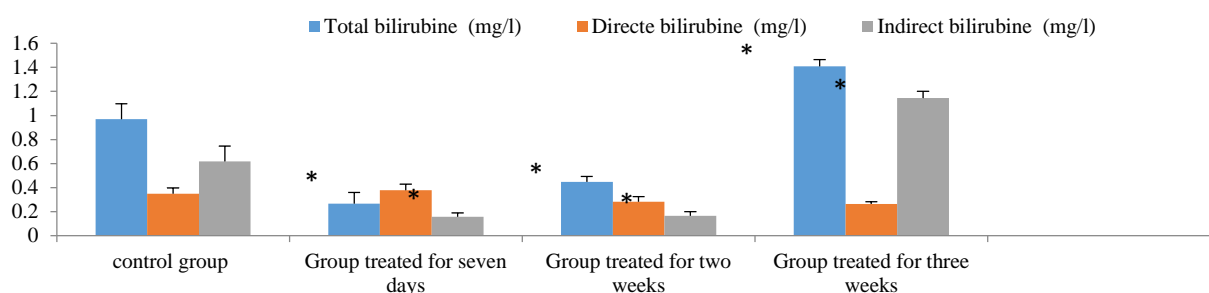 Total bilirubine (mg/l) Directe bilirubine (mg/l) Indirect bilirubine (mg/l)
1.6
1.4
1.2
1
0.8
0.6
0.4
0.2
0
* *
* *
* *
control group
Group treated for seven
days
Group treated for two
weeks
Group treated for three
weeks